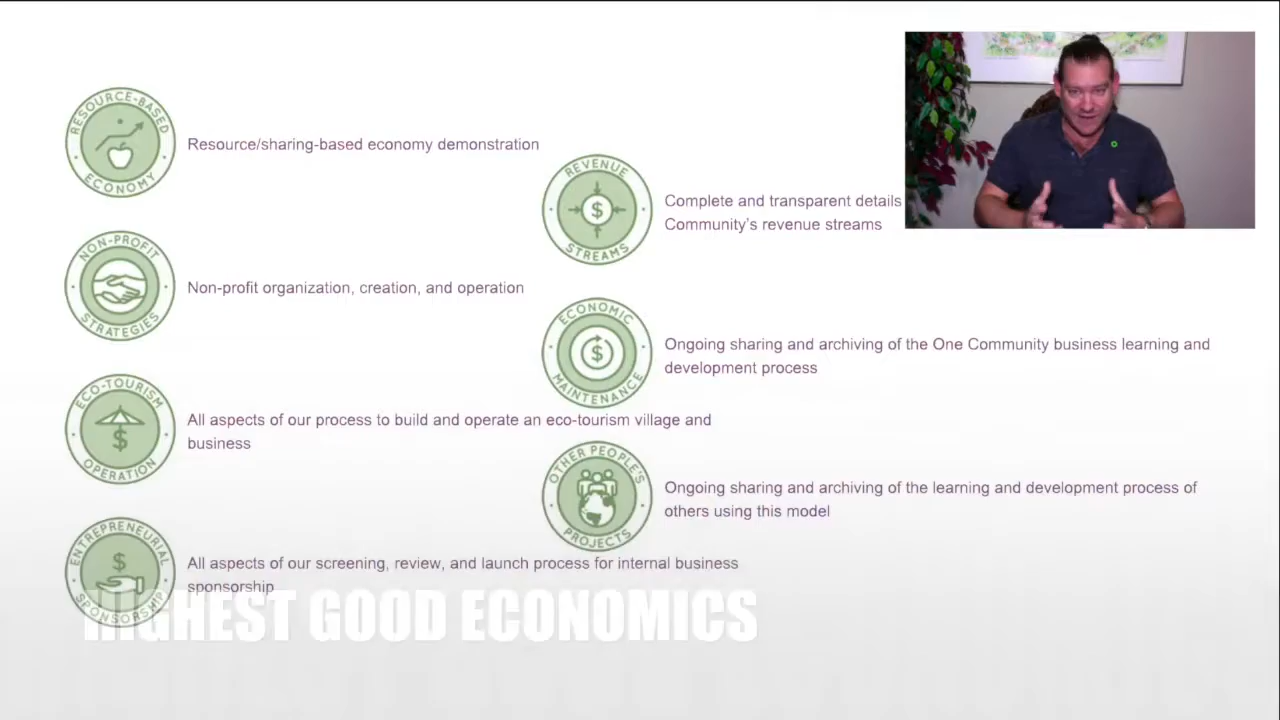 RESOURCE-BASED
ECONOMY
Resource/sharing-based economy demonstration
NON-PROFIT
STRATEGIES
Non-profit organization, creation, and operation
ECO-TOURISM
$
OPERATION
All aspects of our process to build and operate an eco-tourism village and
business
ENTREPRENEURIAL
$
SPONSORSHIP
All aspects of our screening, review, and launch process for internal business
sponsorship
REVENUE
$
STREAMS
Complete and transparent details
Community's revenue streams
ECONOMIC
$
MAINTENANCE
Ongoing sharing and archiving of the One Community business learning and
development process
OTHER PEOPLE'S
PROJECTS
Ongoing sharing and archiving of the learning and development process of
others using this model
HIGHEST GOOD ECONOMICS